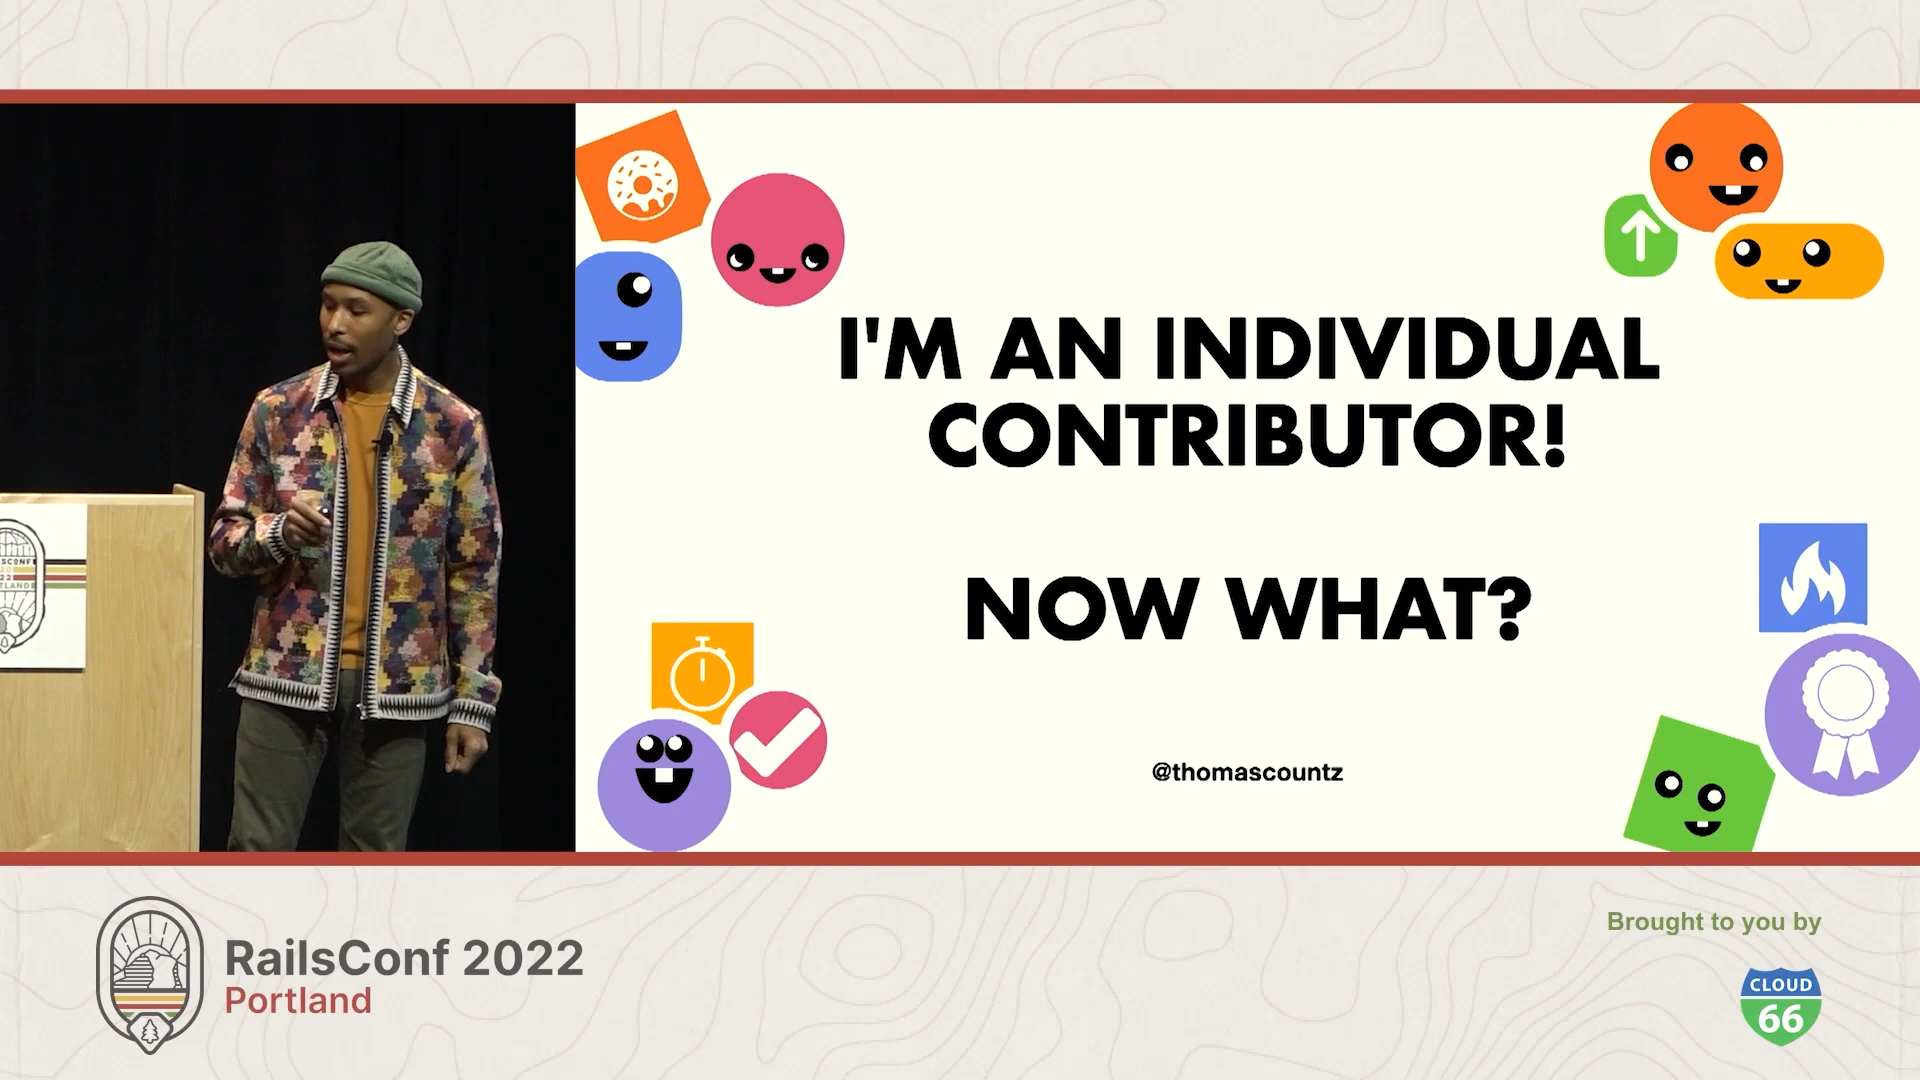 I'M AN INDIVIDUAL
CONTRIBUTOR!
NOW WHAT?
@thomascountz
RailsConf 2022
Portland
Brought to you by
CLOUD
66